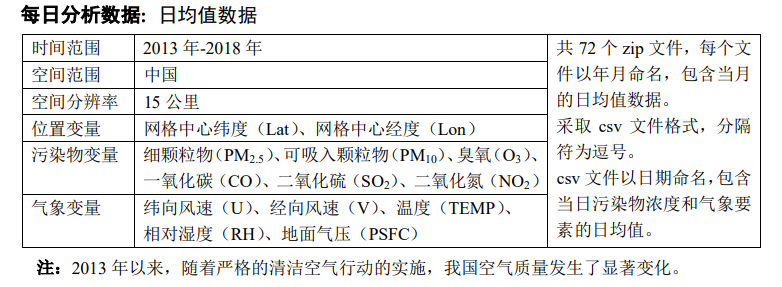 每日分析数据: 日均值数据
时间范围 2013 年-2018 年
空间范围 中国
空间分辨率 15 公里
位置变量 网格中心纬度（Lat）、网格中心经度（Lon）
污染物变量 细颗粒物（PM2.5）、可吸入颗粒物（PM10）、臭氧（O3）、
一氧化碳（CO）、二氧化硫（SO2）、二氧化氮（NO2）
气象变量 纬向风速（U）、经向风速（V）、温度（TEMP）、
相对湿度（RH）、地面气压（PSFC）
共 72 个 zip 文件，每个文
件以年月命名，包含当月
的日均值数据。
采取 csv 文件格式，分隔
符为逗号。
csv 文件以日期命名，包含
当日污染物浓度和气象要
素的日均值。
注：2013 年以来，随着严格的清洁空气行动的实施，我国空气质量发生了显著变化。